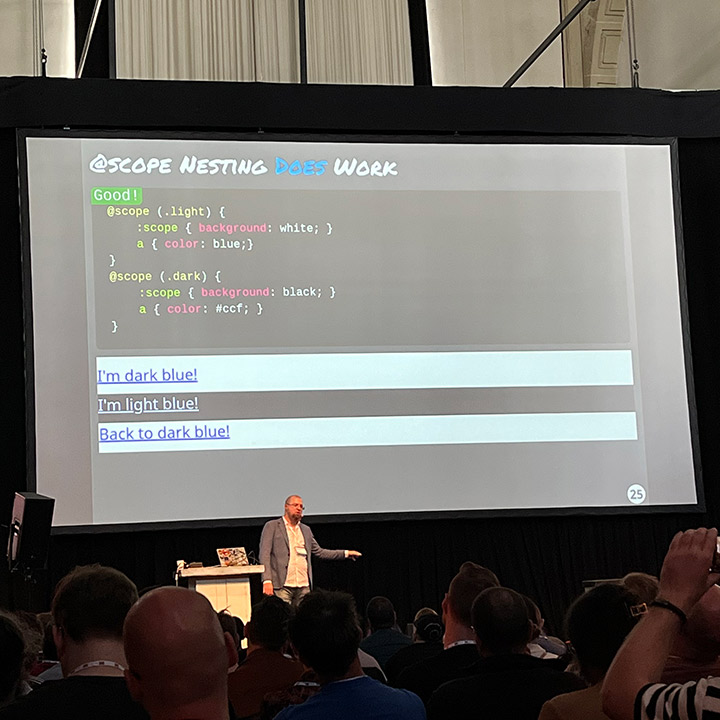 @scope Nesting Does Work
Good!
@scope (.light) {
:scope { background: white; }
a { color: blue;}
}
@scope (.dark) {
:scope { background: black; }
a { color: #ccf; }
}
I'm dark blue!
I'm light blue!
Back to dark blue!
25